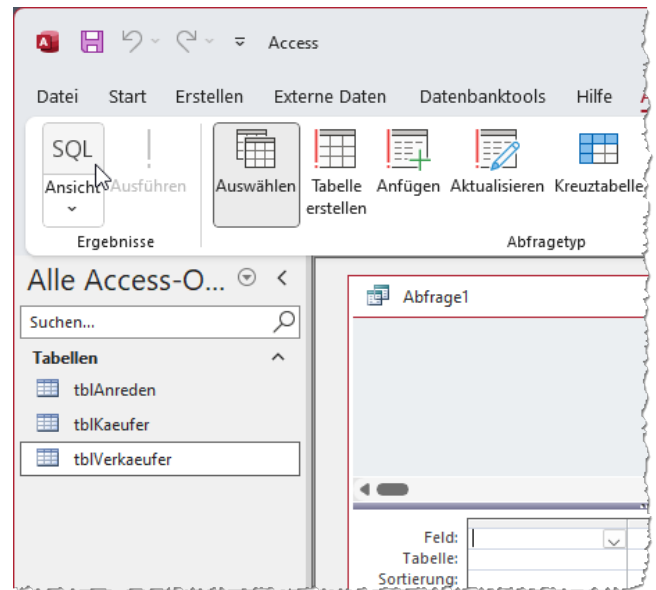 Access
Datei Start Erstellen Externe Daten Datenbanktools Hilfe
SQL
Ansicht Ausführen Auswählen Tabelle erstellen Anfügen Aktualisieren Kreuztabelle
Ergebnisse Abfragetyp
Alle Access-O...
Suchen...
Tabellen
tblAnreden
tblKaeufer
tblVerkaeufer
Abfrage1
Feld:
Tabelle:
Sortierung: